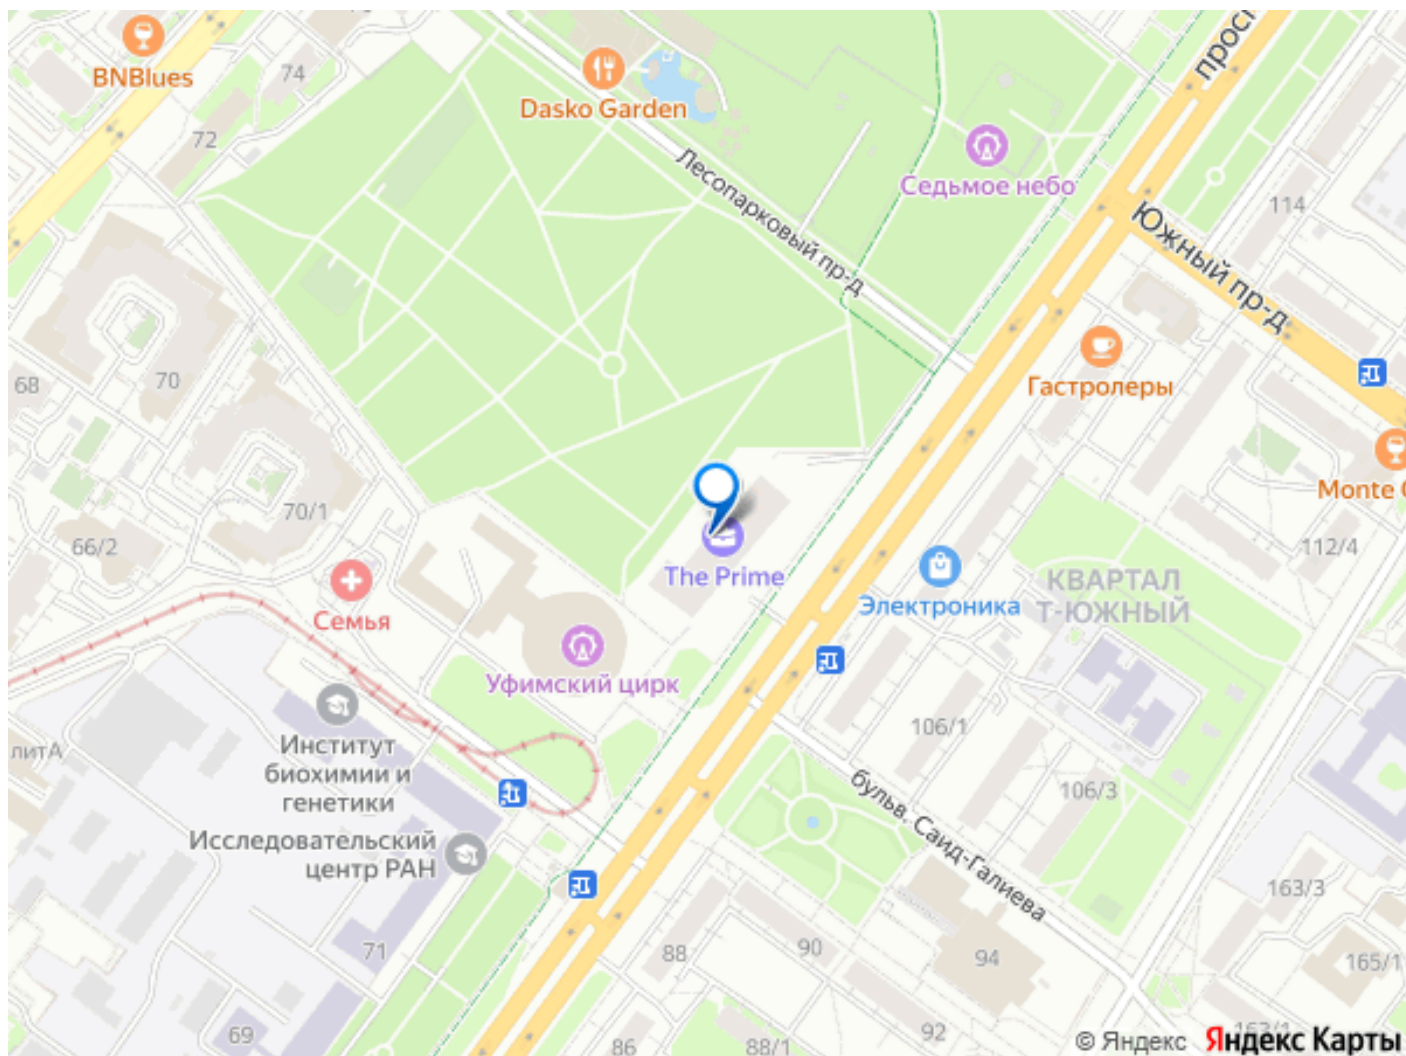 BNBlues
74
72
Dasko Garden
Лесопарковый пр-д
Седьмое небо
просп
114
Южный пр-д
68
70
Гастролеры
70/1
66/2
The Prime
Monte
112/4
Семья
Электроника
КВАРТАЛ
Т-ЮЖНЫЙ
Уфимский цирк
литА
Институт
биохимии и
генетики
106/1
106/3
бульв. Саид-Галиева
Исследовательский
центр РАН
163/3
71
88
90
94
165/1
69
86
88/1
92
163/1
© Яндекс Яндекс Карты